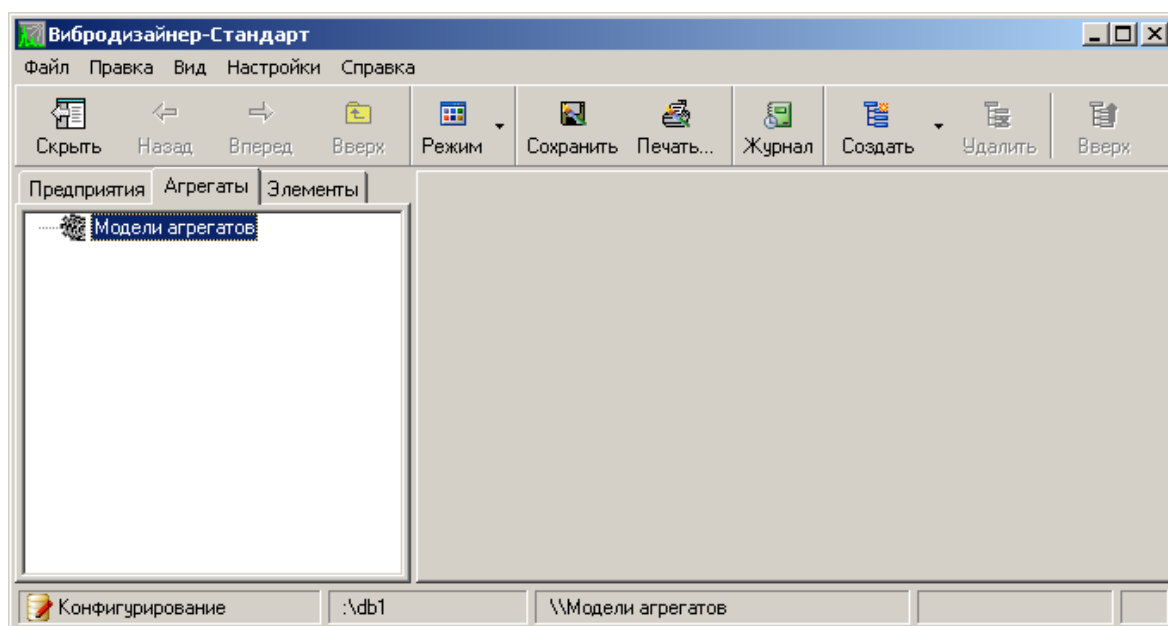 Вибродизайнер-Стандарт
Файл Правка Вид Настройки Справка
Скрыть Назад Вперед Вверх Режим Сохранить Печать... Журнал Создать Удалить Вверх
Предприятия Агрегаты Элементы
Модели агрегатов
Конфигурирование :\db1 \\Модели агрегатов